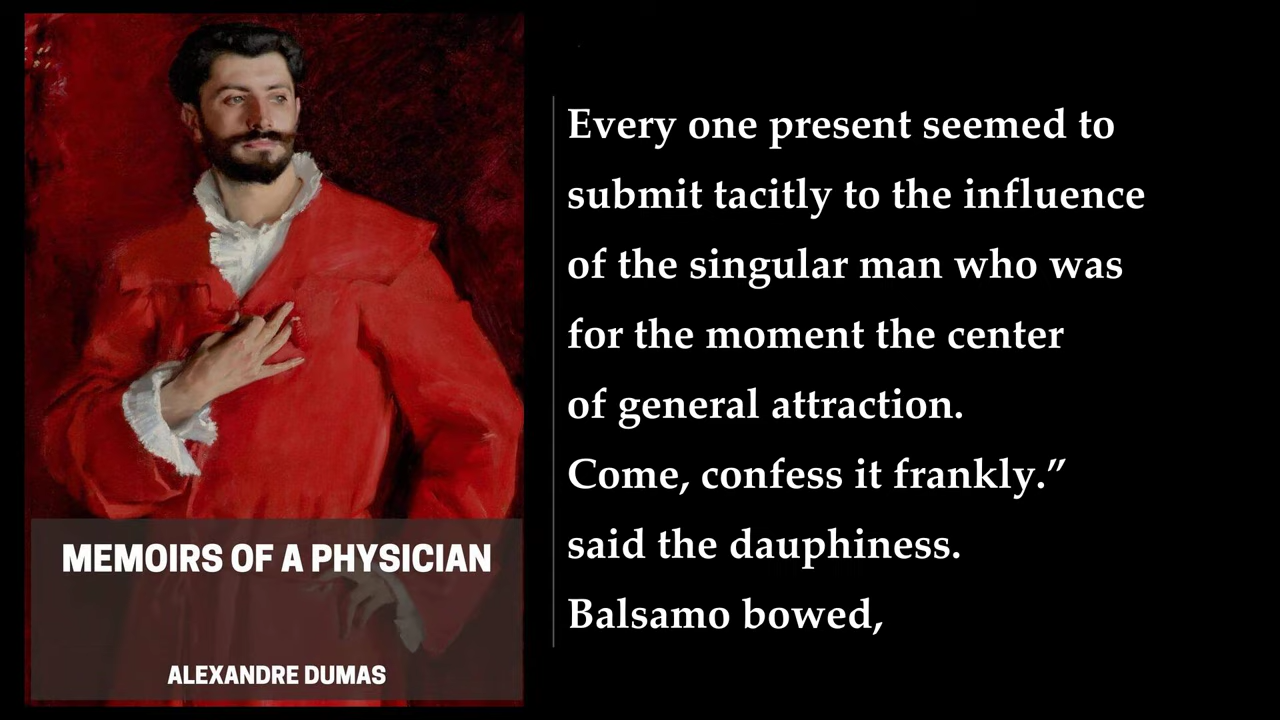 MEMOIRS OF A PHYSICIAN
ALEXANDRE DUMAS
Every one present seemed to
submit tacitly to the influence
of the singular man who was
for the moment the center
of general attraction.
Come, confess it frankly.”
said the dauphiness.
Balsamo bowed,